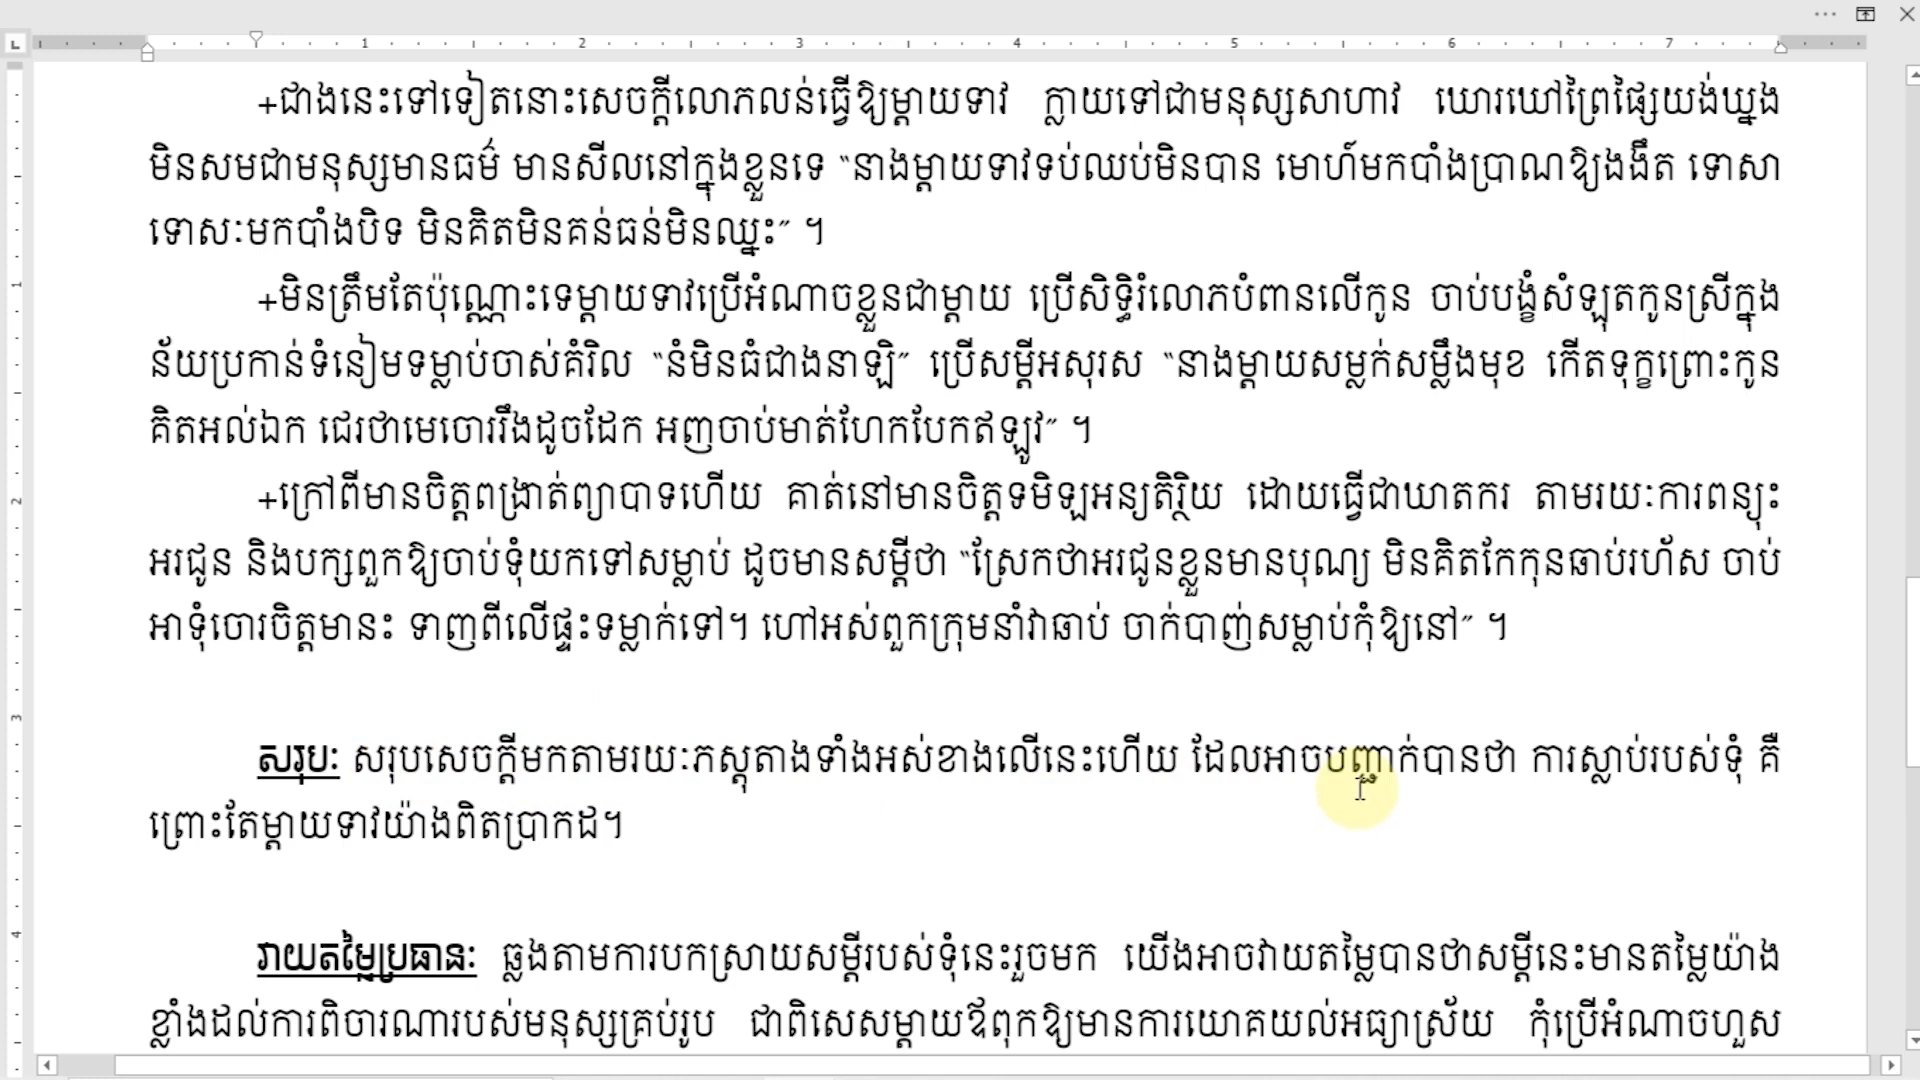 +ជាងនេះទៅទៀតនោះសេចក្ដីលោភលន់ធ្វើឱ្យម្ដាយទាវ ក្លាយទៅជាមនុស្សសាហាវ ឃោរឃៅព្រៃផ្សៃយង់ឃ្នង
មិនសមជាមនុស្សមានធម៌ មានសីលនៅក្នុងខ្លួនទេ “នាងម្ដាយទាវទប់ឈប់មិនបាន មោហ៍មកបាំងប្រាណឱ្យងងឹត ទោសា
ទោសៈមកបាំងបិទ មិនគិតមិនគន់ធន់មិនឈ្នះ” ។
+មិនត្រឹមតែប៉ុណ្ណោះទេម្ដាយទាវប្រើអំណាចខ្លួនជាម្ដាយ ប្រើសិទ្ធិរំលោភបំពានលើកូន ចាប់បង្ខំសំឡុតកូនស្រីក្នុង
ន័យប្រកាន់ទំនៀមទម្លាប់ចាស់គំរិល “នំមិនធំជាងនាឡិ” ប្រើសម្ដីអសុរស “នាងម្ដាយសម្លក់សម្លឹងមុខ កើតទុក្ខព្រោះកូន
គិតអល់ឯក ជេរថាមេចោររឹងដូចដែក អញចាប់មាត់ហែកបែកឥឡូវ” ។
+ក្រៅពីមានចិត្តពង្រាត់ព្យាបាទហើយ គាត់នៅមានចិត្តទមិឡអន្យតិរ្ថិយ ដោយធ្វើជាឃាតករ តាមរយៈការពន្យុះ
អរជូន និងបក្សពួកឱ្យចាប់ទុំយកទៅសម្លាប់ ដូចមានសម្ដីថា “ស្រែកថាអរជូនខ្លួនមានបុណ្យ មិនគិតកែកុនឆាប់រហ័ស ចាប់
អាទុំចោរចិត្តមានះ ទាញពីលើផ្ទះទម្លាក់ទៅ។ ហៅអស់ពួកក្រុមនាំវាឆាប់ ចាក់បាញ់សម្លាប់កុំឱ្យនៅ” ។
សរុបៈ សរុបសេចក្ដីមកតាមរយៈភស្តុតាងទាំងអស់ខាងលើនេះហើយ ដែលអាចបញ្ជាក់បានថា ការស្លាប់របស់ទុំ គឺ
ព្រោះតែម្ដាយទាវយ៉ាងពិតប្រាកដ។
វាយតម្លៃប្រធានៈ ឆ្លងតាមការបកស្រាយសម្ដីរបស់ទុំនេះរួចមក យើងអាចវាយតម្លៃបានថាសម្ដីនេះមានតម្លៃយ៉ាង
ខ្លាំងដល់ការពិចារណារបស់មនុស្សគ្រប់រូប ជាពិសេសម្ដាយឪពុកឱ្យមានការយោគយល់អធ្យាស្រ័យ កុំប្រើអំណាចហួស